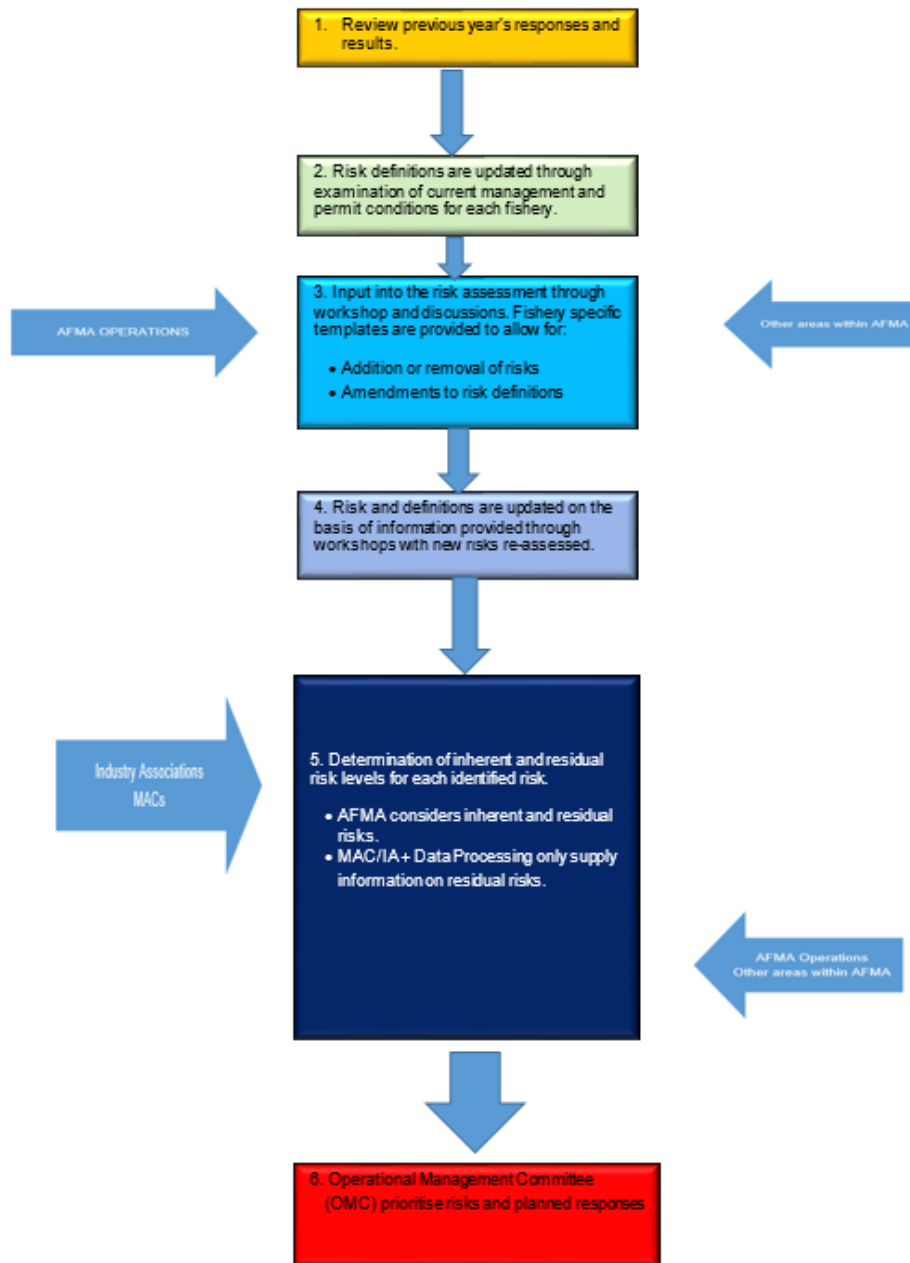 1. Review previous year's responses and
results.
2. Risk definitions are updated through
examination of current management and
permit conditions for each fishery.
AFMA OPERATIONS
3. Input into the risk assessment through
workshop and discussions. Fishery specific
templates are provided to allow for:
• Addition or removal of risks
• Amendments to risk definitions
Other areas within AFMA
4. Risk and definitions are updated on the
basis of information provided through
workshops with new risks re-assessed.
Industry Associations
MACs
5. Determination of inherent and residual
risk levels for each identified risk.
• AFMA considers inherent and residual
risks.
• MAC/IA+ Data Processing only supply
information on residual risks.
AFMA Operations
Other areas within AFMA
6. Operational Management Committee
(OMC) prioritise risks and planned responses